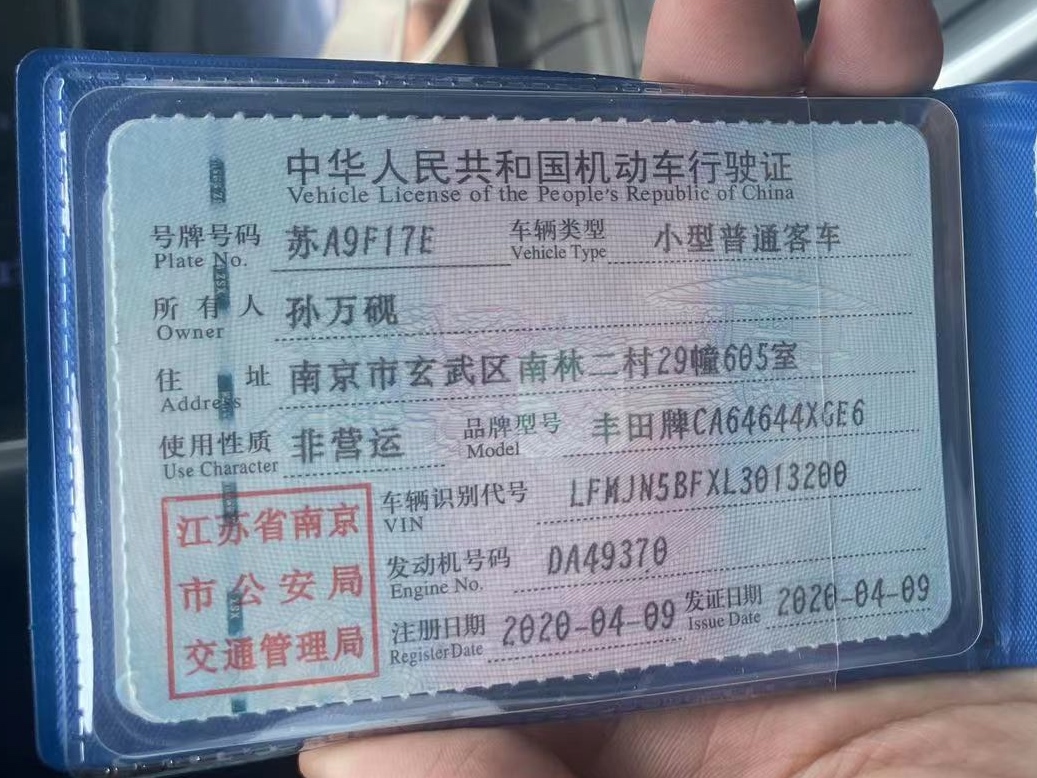 中华人民共和国机动车行驶证
Vehicle License of the People's Republic of China
号牌号码 苏A9F17E 车辆类型 小型普通客车
Plate No. Vehicle Type
所有人 孙万砚
Owner
住址 南京市玄武区南林二村29幢605室
Address
使用性质 非营运 品牌型号 丰田牌CA64644XGE6
Use Character Model
江苏省南京
市公安局
交通管理局
车辆识别代号 LFMJN5BFXL3013200
VIN
发动机号码 DA49370
Engine No.
注册日期 2020-04-09 发证日期 2020-04-09
Register Date Issue Date